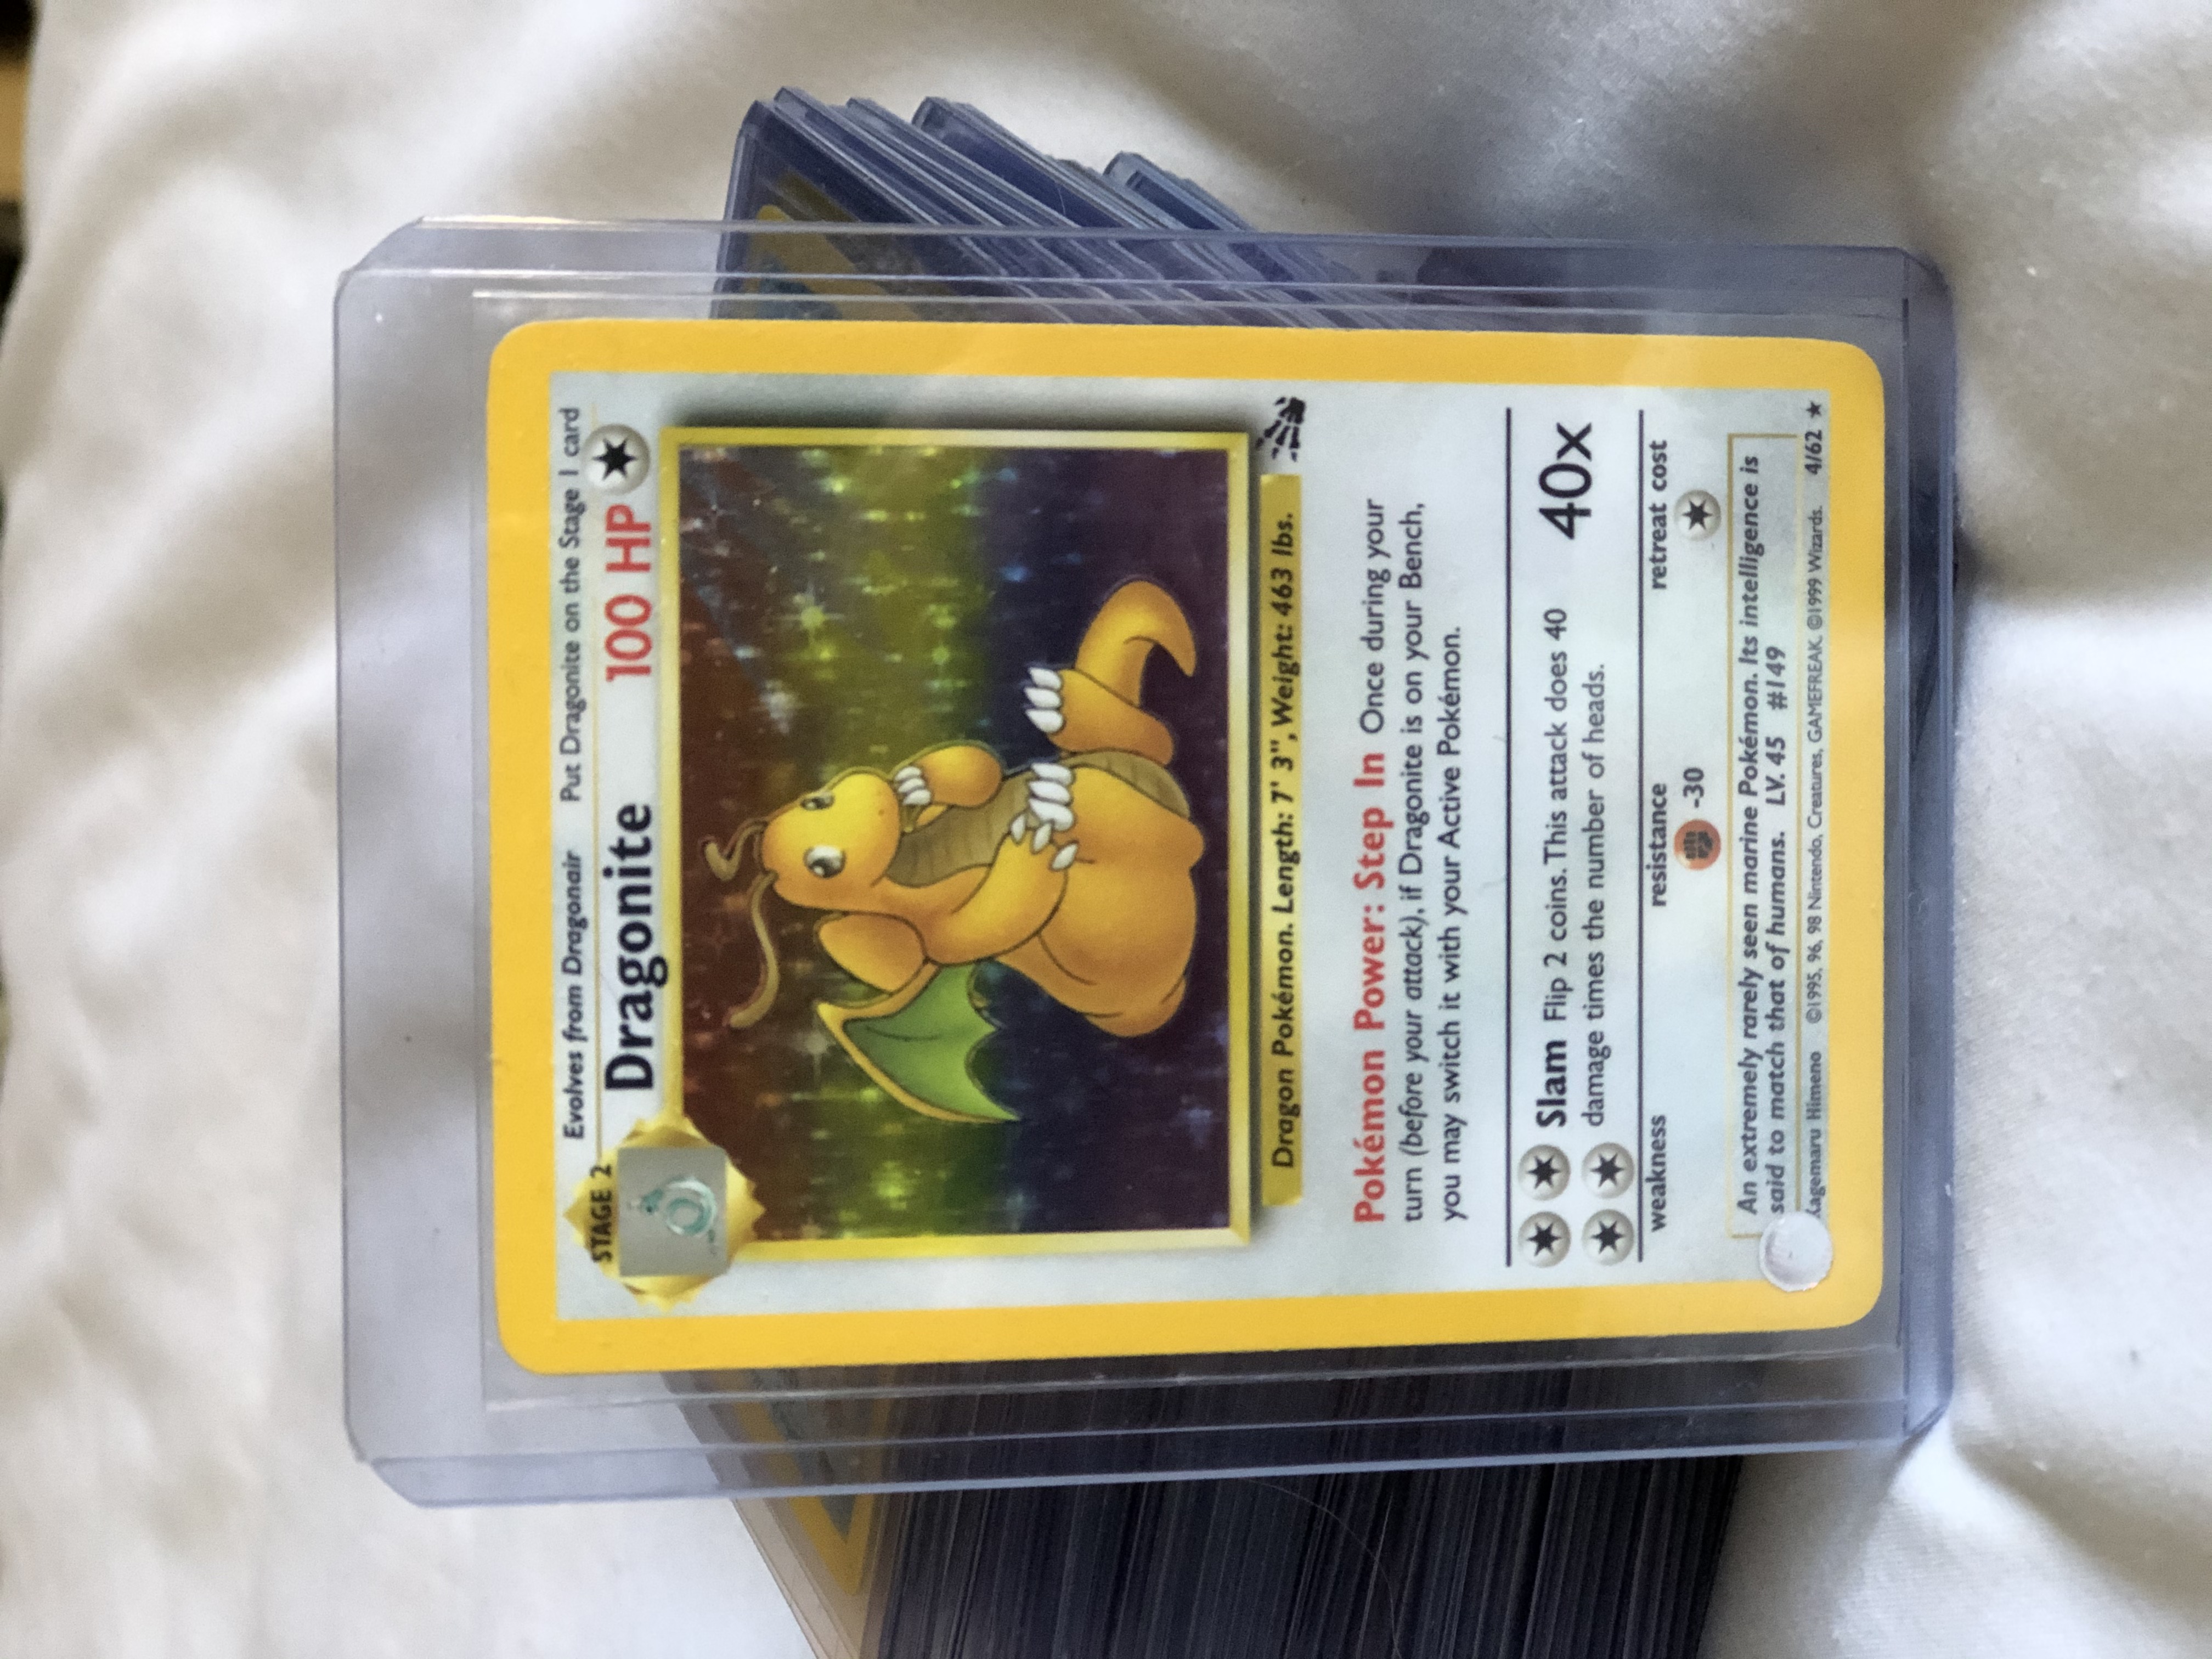 Evolves from Dragonair Put Dragonite on the Stage 1 card
STAGE 2
Dragonite 100 HP
Dragon Pokémon. Length: 7' 3", Weight: 463 lbs.
Pokémon Power: Step In Once during your
turn (before your attack), if Dragonite is on your Bench,
you may switch it with your Active Pokémon.
Slam Flip 2 coins. This attack does 40
damage times the number of heads.
40x
weakness resistance retreat cost
-30
An extremely rarely seen marine Pokémon. Its intelligence is
said to match that of humans. LV. 45 #149
Kagemaru Himeno ©1995, 96, 98 Nintendo, Creatures, GAMEFREAK. ©1999 Wizards. 4/62 ★